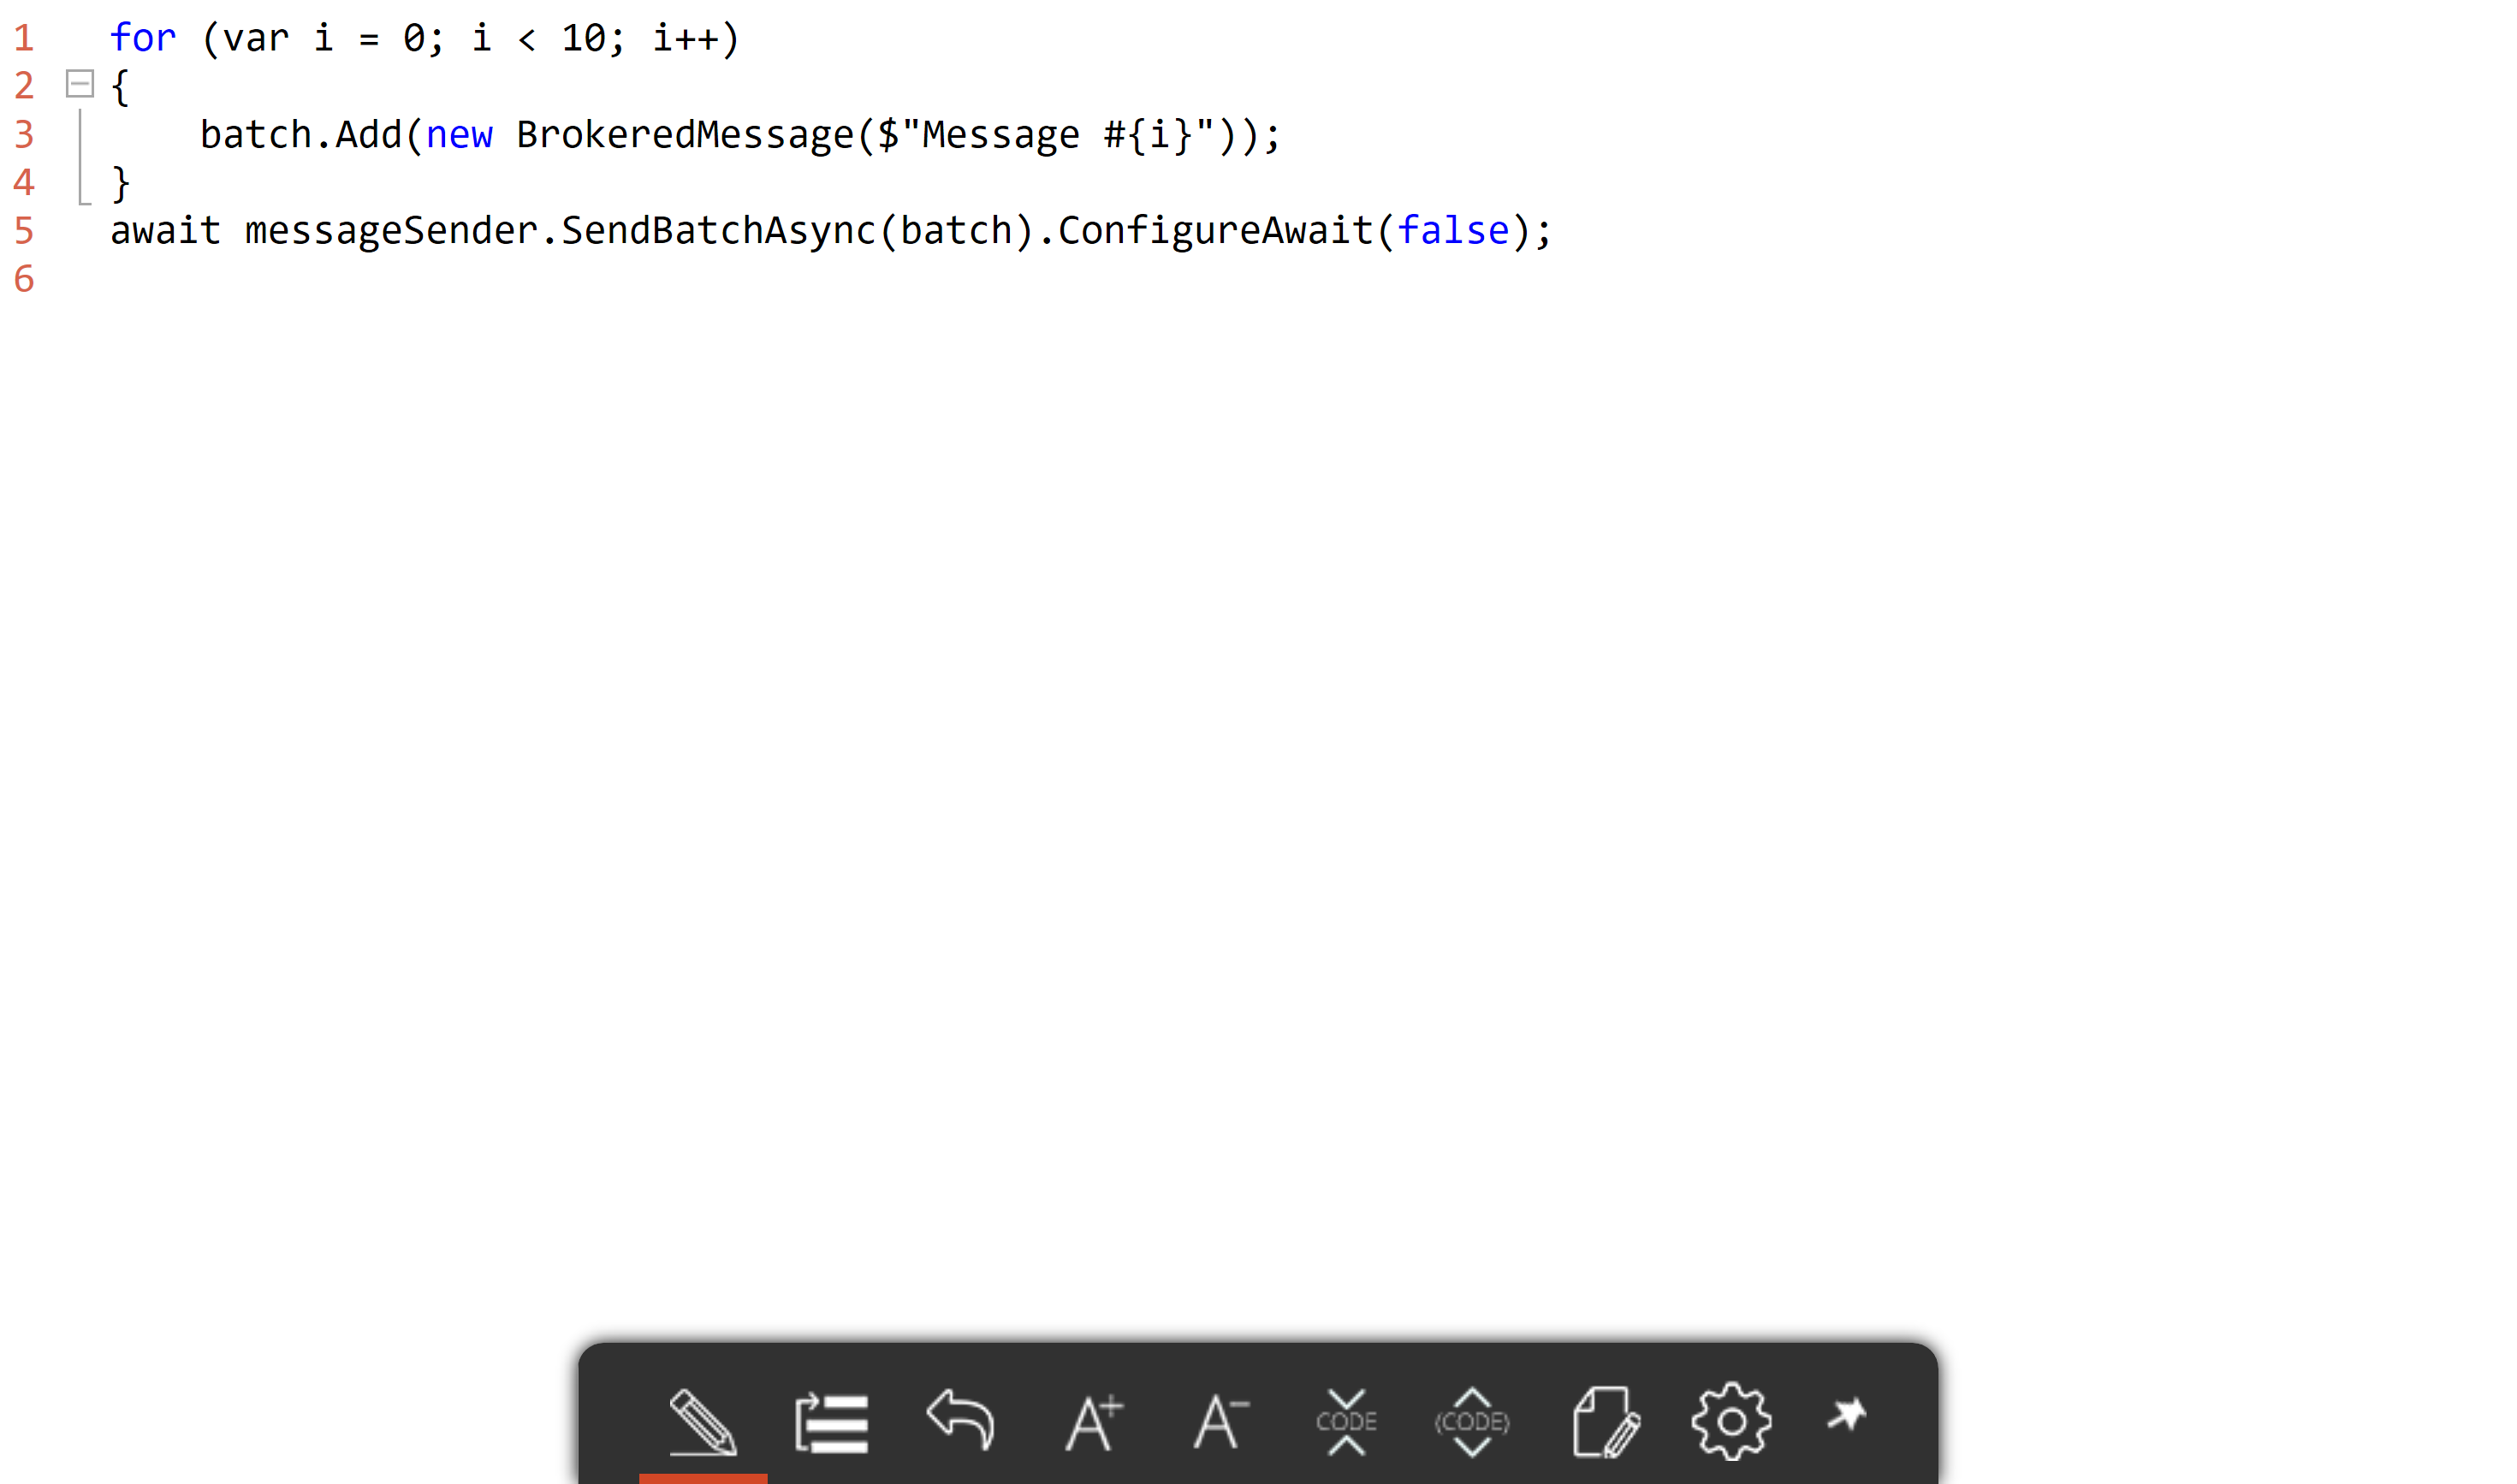 1 for (var i = 0; i < 10; i++)
2 {
3     batch.Add(new BrokeredMessage($"Message #{i}"));
4 }
5 await messageSender.SendBatchAsync(batch).ConfigureAwait(false);
6
A+ A- CODE (CODE)